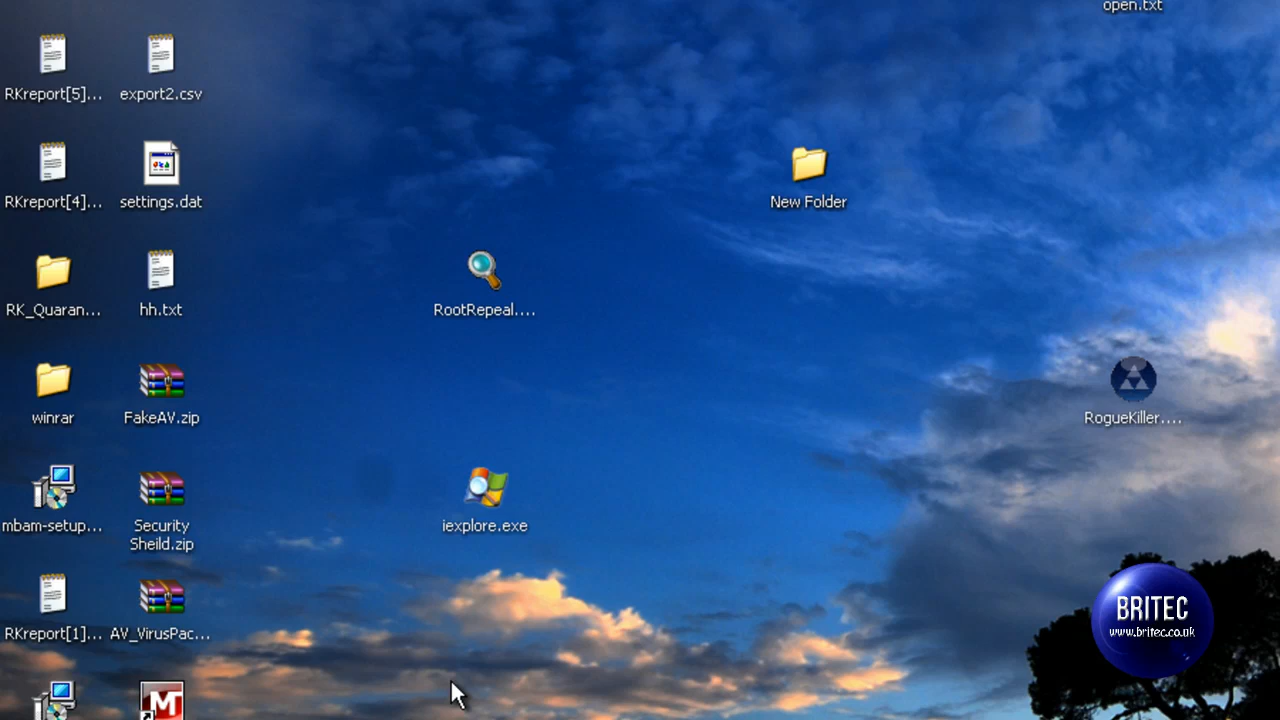 open.txt
RKreport[5]...
export2.csv
RKreport[4]...
settings.dat
New Folder
RK_Quaran...
hh.txt
RootRepeal....
winrar
FakeAV.zip
RogueKiller....
mbam-setup...
Security
Sheild.zip
iexplore.exe
RKreport[1]...
AV_VirusPac...
BRITEC
www.britec.co.uk
M